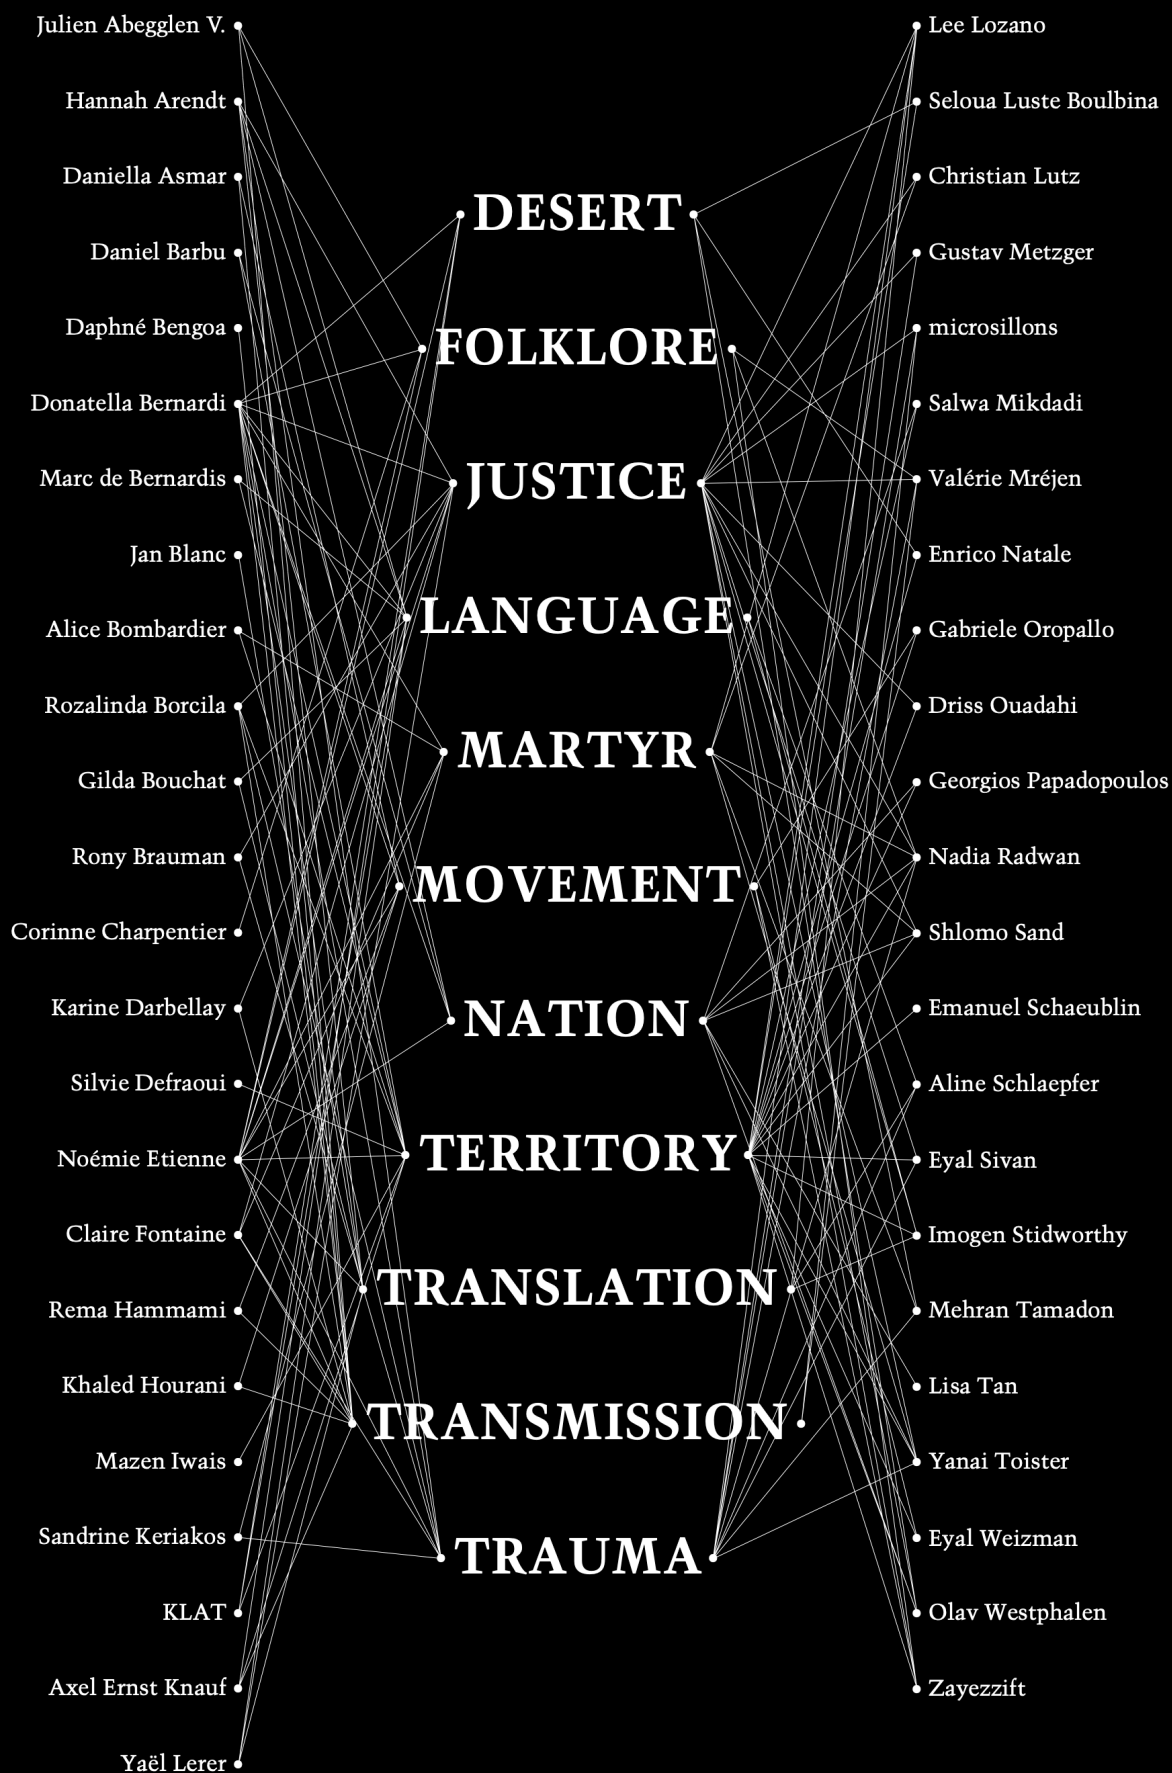 Julien Abegglen V.
Hannah Arendt
Daniella Asmar
Daniel Barbu
Daphné Bengoa
Donatella Bernardi
Marc de Bernardis
Jan Blanc
Alice Bombardier
Rozalinda Borcila
Gilda Bouchat
Rony Brauman
Corinne Charpentier
Karine Darbellay
Silvie Defraoui
Noémie Etienne
Claire Fontaine
Rema Hammami
Khaled Hourani
Mazen Iwais
Sandrine Keriakos
KLAT
Axel Ernst Knauf
Yaël Lerer
DESERT
FOLKLORE
JUSTICE
LANGUAGE
MARTYR
MOVEMENT
NATION
TERRITORY
TRANSLATION
TRANSMISSION
TRAUMA
Lee Lozano
Seloua Luste Boulbina
Christian Lutz
Gustav Metzger
microsillons
Salwa Mikdadi
Valérie Mréjen
Enrico Natale
Gabriele Oropallo
Driss Ouadahi
Georgios Papadopoulos
Nadia Radwan
Shlomo Sand
Emanuel Schaeublin
Aline Schlaepfer
Eyal Sivan
Imogen Stidworthy
Mehran Tamadon
Lisa Tan
Yanai Toister
Eyal Weizman
Olav Westphalen
Zayezzift